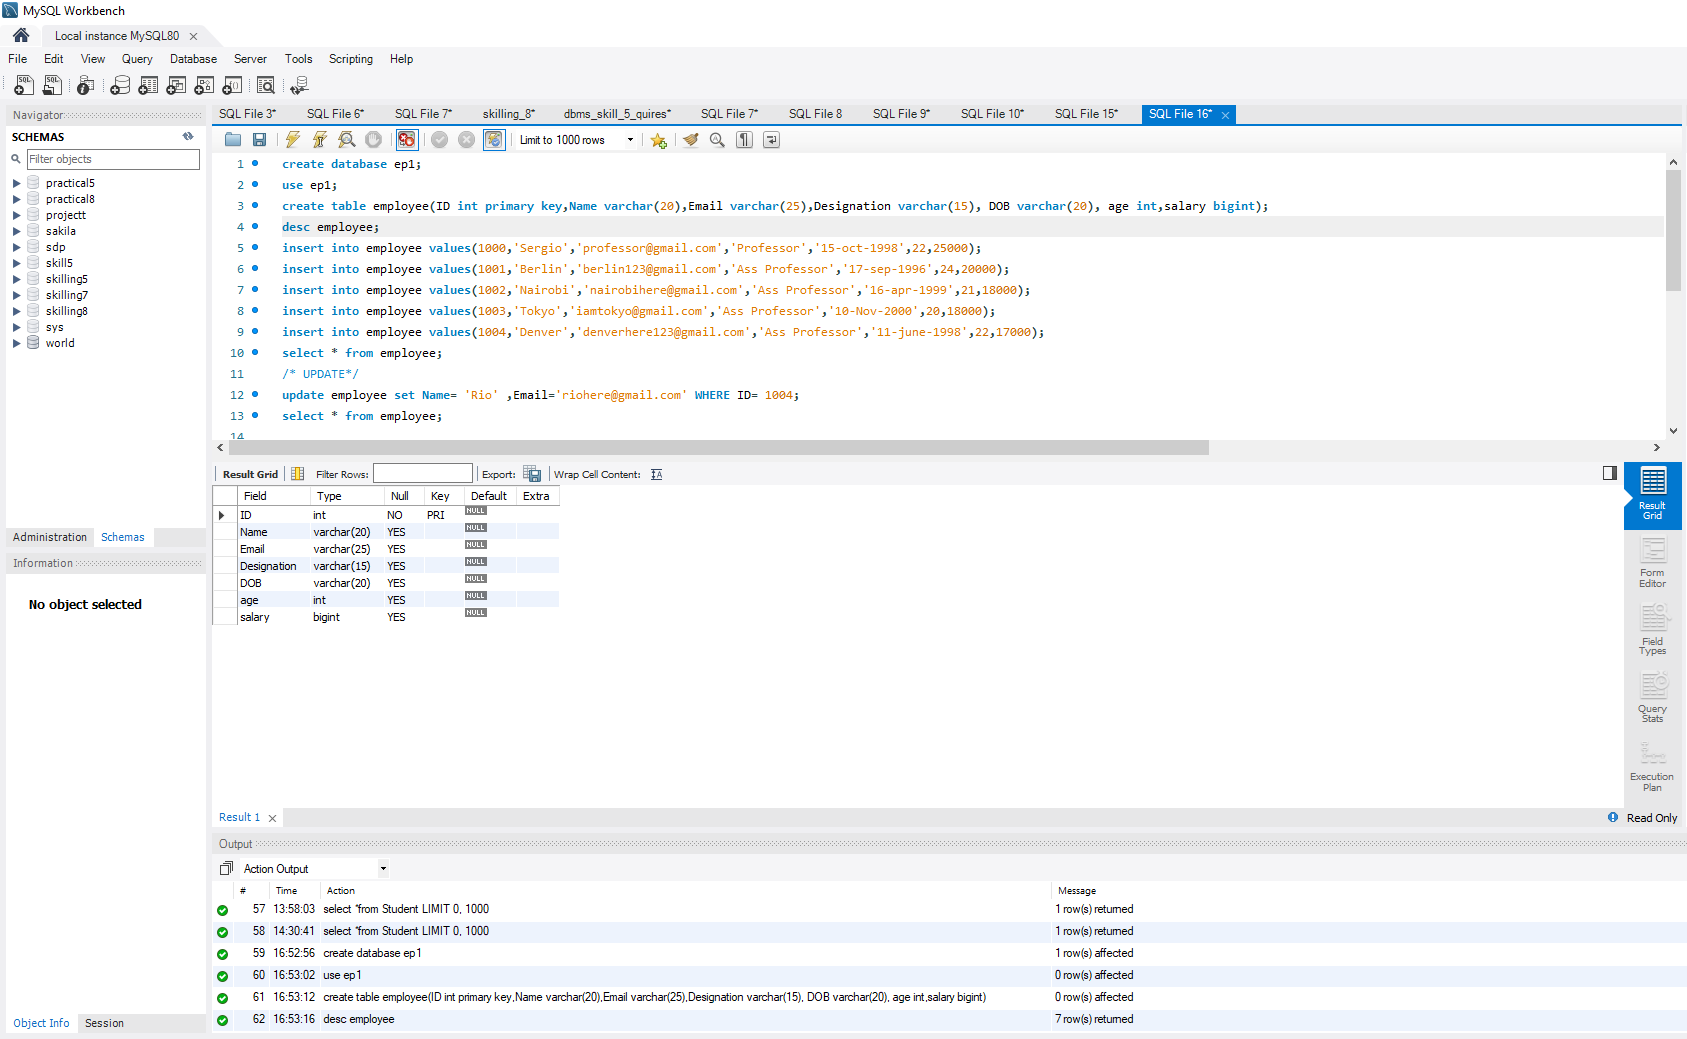 MySQL Workbench
Local instance MySQL80
File Edit View Query Database Server Tools Scripting Help
Navigator
SQL File 3* SQL File 6* SQL File 7* skilling_8* dbms_skill_5_quires* SQL File 7* SQL File 8 SQL File 9* SQL File 10* SQL File 15* SQL File 16*
SCHEMAS
Filter objects
practical5
practical8
projectt
sakila
sdp
skill5
skilling5
skilling7
skilling8
sys
world
Administration Schemas
Information
No object selected
Object Info Session
Limit to 1000 rows
1 create database ep1;
2 use ep1;
3 create table employee(ID int primary key,Name varchar(20),Email varchar(25),Designation varchar(15), DOB varchar(20), age int,salary bigint);
4 desc employee;
5 insert into employee values(1000,'Sergio','professor@gmail.com','Professor','15-oct-1998',22,25000);
6 insert into employee values(1001,'Berlin','berlin123@gmail.com','Ass Professor','17-sep-1996',24,20000);
7 insert into employee values(1002,'Nairobi','nairobihere@gmail.com','Ass Professor','16-apr-1999',21,18000);
8 insert into employee values(1003,'Tokyo','iamtokyo@gmail.com','Ass Professor','10-Nov-2000',20,18000);
9 insert into employee values(1004,'Denver','denverhere123@gmail.com','Ass Professor','11-june-1998',22,17000);
10 select * from employee;
11 /* UPDATE*/
12 update employee set Name= 'Rio' ,Email='riohere@gmail.com' WHERE ID= 1004;
13 select * from employee;
14
Result Grid Filter Rows: Export: Wrap Cell Content:
Field Type Null Key Default Extra
ID int NO PRI NULL
Name varchar(20) YES NULL
Email varchar(25) YES NULL
Designation varchar(15) YES NULL
DOB varchar(20) YES NULL
age int YES NULL
salary bigint YES NULL
Result Grid
Form Editor
Field Types
Query Stats
Execution Plan
Result 1
Read Only
Output
Action Output
# Time Action Message
57 13:58:03 select *from Student LIMIT 0, 1000 1 row(s) returned
58 14:30:41 select *from Student LIMIT 0, 1000 1 row(s) returned
59 16:52:56 create database ep1 1 row(s) affected
60 16:53:02 use ep1 0 row(s) affected
61 16:53:12 create table employee(ID int primary key,Name varchar(20),Email varchar(25),Designation varchar(15), DOB varchar(20), age int,salary bigint) 0 row(s) affected
62 16:53:16 desc employee 7 row(s) returned